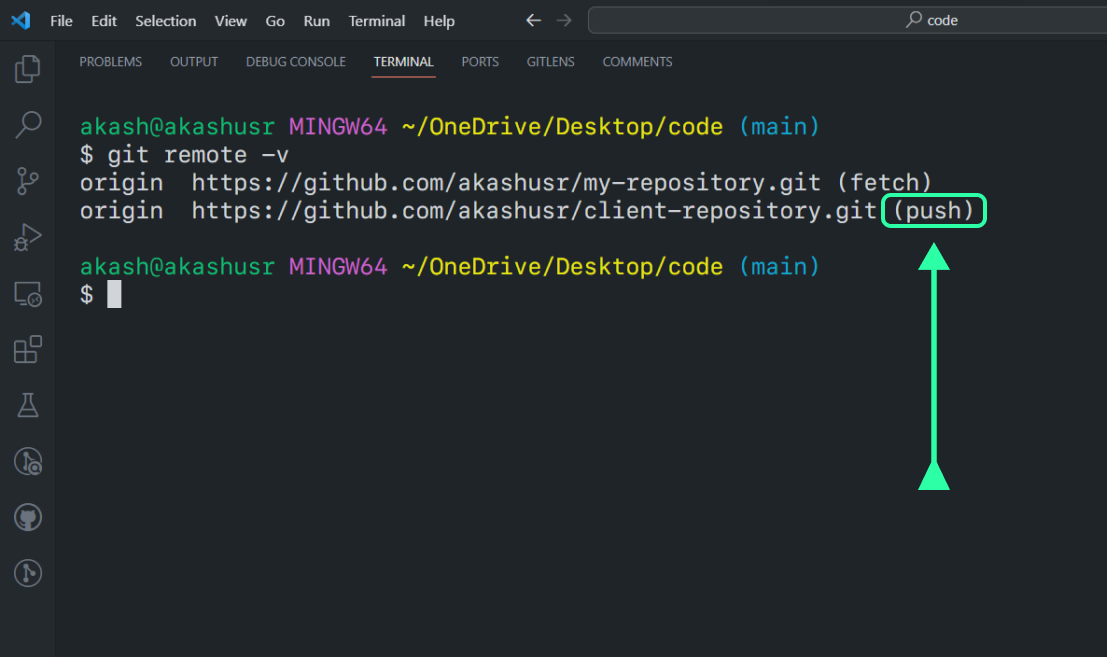 File Edit Selection View Go Run Terminal Help code
PROBLEMS OUTPUT DEBUG CONSOLE TERMINAL PORTS GITLENS COMMENTS
akash@akashusr MINGW64 ~/OneDrive/Desktop/code (main)
$ git remote -v
origin  https://github.com/akashusr/my-repository.git (fetch)
origin  https://github.com/akashusr/client-repository.git (push)
akash@akashusr MINGW64 ~/OneDrive/Desktop/code (main)
$